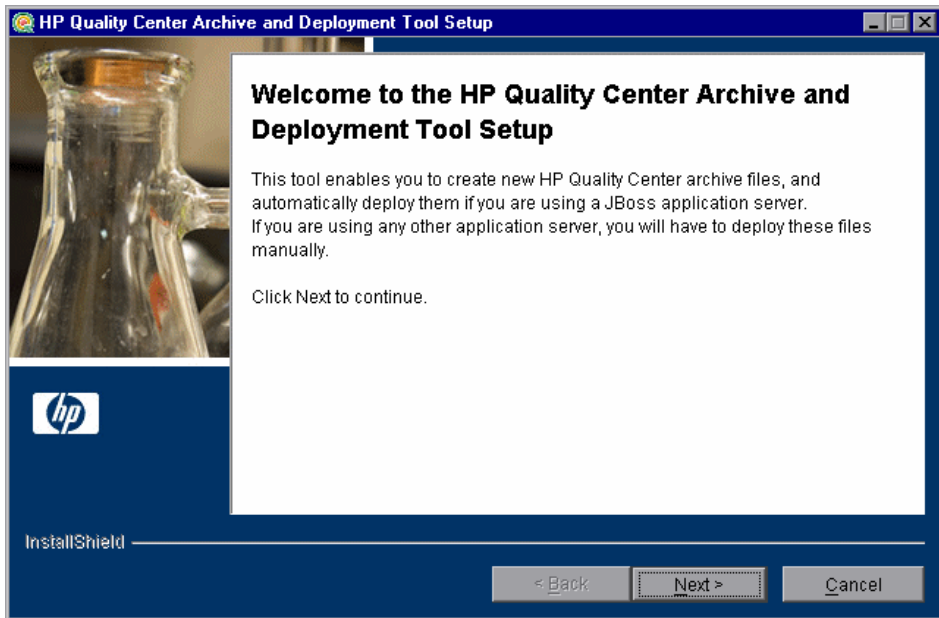 HP Quality Center Archive and Deployment Tool Setup
Welcome to the HP Quality Center Archive and
Deployment Tool Setup
This tool enables you to create new HP Quality Center archive files, and
automatically deploy them if you are using a JBoss application server.
If you are using any other application server, you will have to deploy these files
manually.
Click Next to continue.
hp
InstallShield
< Back
Next >
Cancel